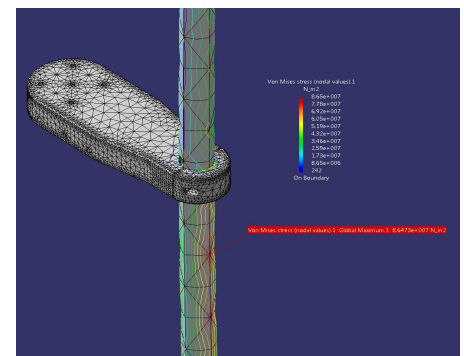 Von Mises stress (nodal values).1
N_m2
8.65e+007
7.78e+007
6.92e+007
6.05e+007
5.19e+007
4.32e+007
3.46e+007
2.59e+007
1.73e+007
8.65e+006
242
On Boundary
Von Mises stress (nodal values).1 Global Maximum.1 8.6473e+007 N_m2